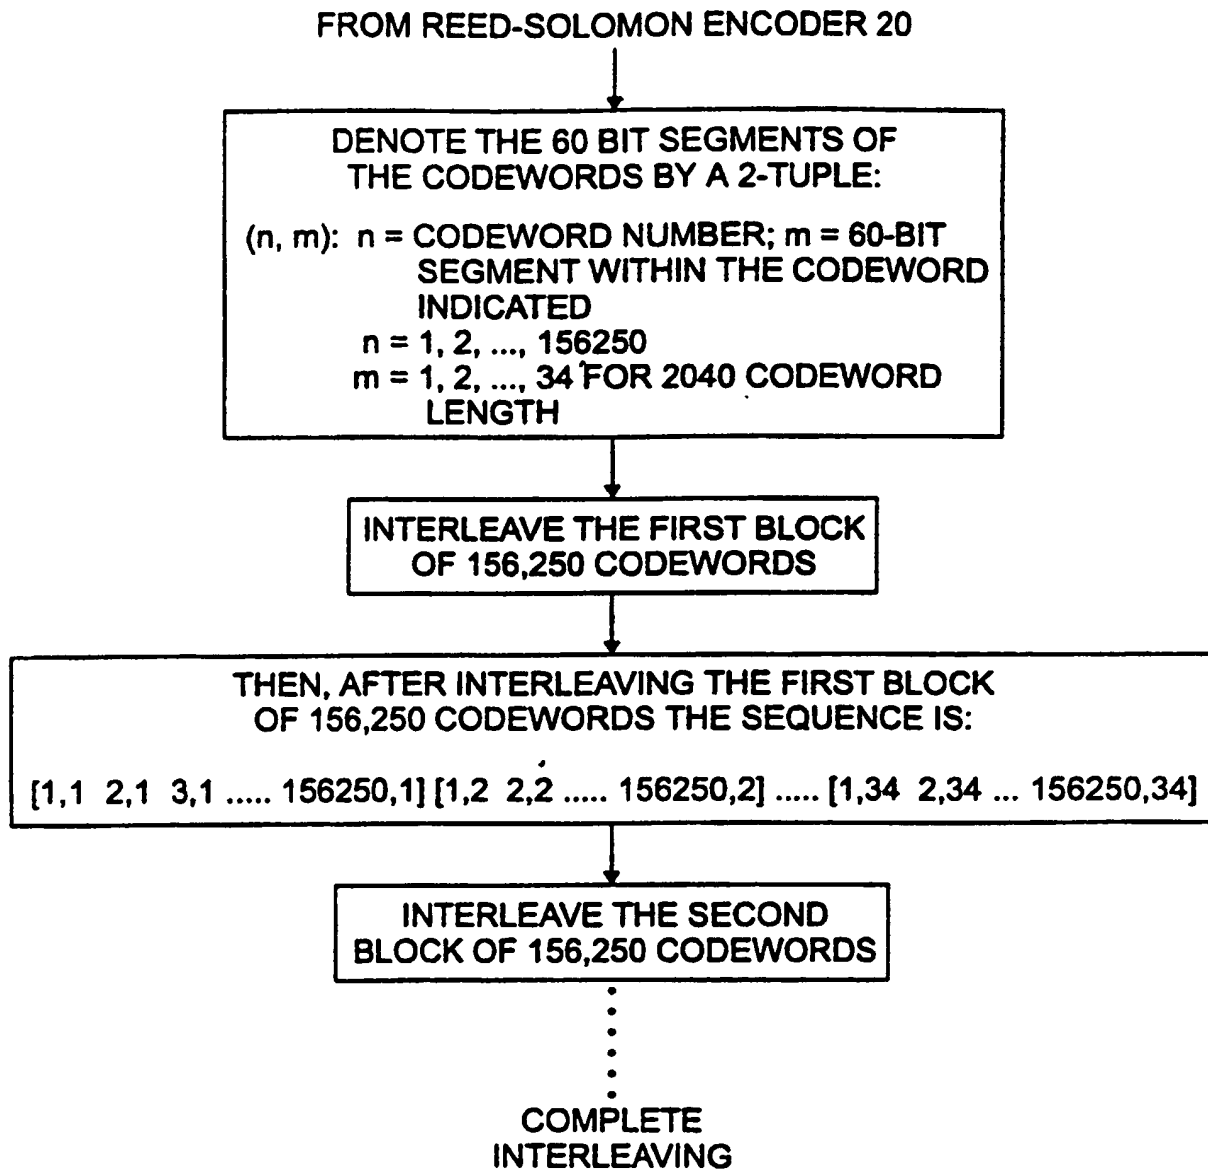 FROM REED-SOLOMON ENCODER 20
DENOTE THE 60 BIT SEGMENTS OF
THE CODEWORDS BY A 2-TUPLE:
(n, m): n = CODEWORD NUMBER; m = 60-BIT
SEGMENT WITHIN THE CODEWORD
INDICATED
n = 1, 2, ..., 156250
m = 1, 2, ..., 34 FOR 2040 CODEWORD
LENGTH
INTERLEAVE THE FIRST BLOCK
OF 156,250 CODEWORDS
THEN, AFTER INTERLEAVING THE FIRST BLOCK
OF 156,250 CODEWORDS THE SEQUENCE IS:
[1,1 2,1 3,1 ..... 156250,1] [1,2 2,2 ..... 156250,2] ..... [1,34 2,34 ... 156250,34]
INTERLEAVE THE SECOND
BLOCK OF 156,250 CODEWORDS
COMPLETE
INTERLEAVING